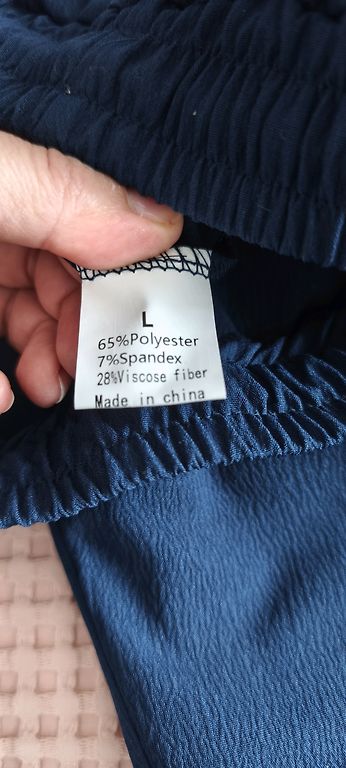 L
65%Polyester
7%Spandex
28%Viscose fiber
Made in china